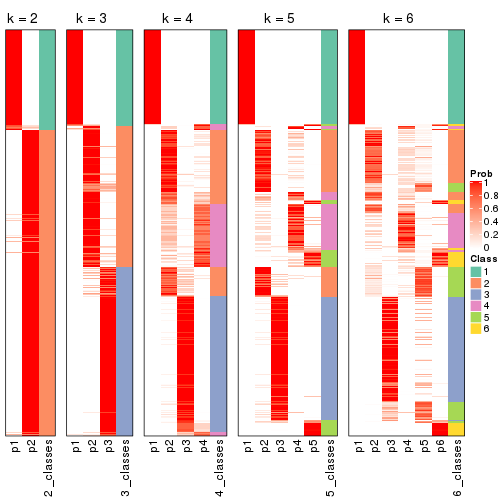 k = 2
k = 3
k = 4
k = 5
k = 6
p1
p2
2_classes
p1
p2
p3
3_classes
p1
p2
p3
p4
4_classes
p1
p2
p3
p4
p5
5_classes
p1
p2
p3
p4
p5
p6
6_classes
Prob
1
0.8
0.6
0.4
0.2
0
Class
1
2
3
4
5
6